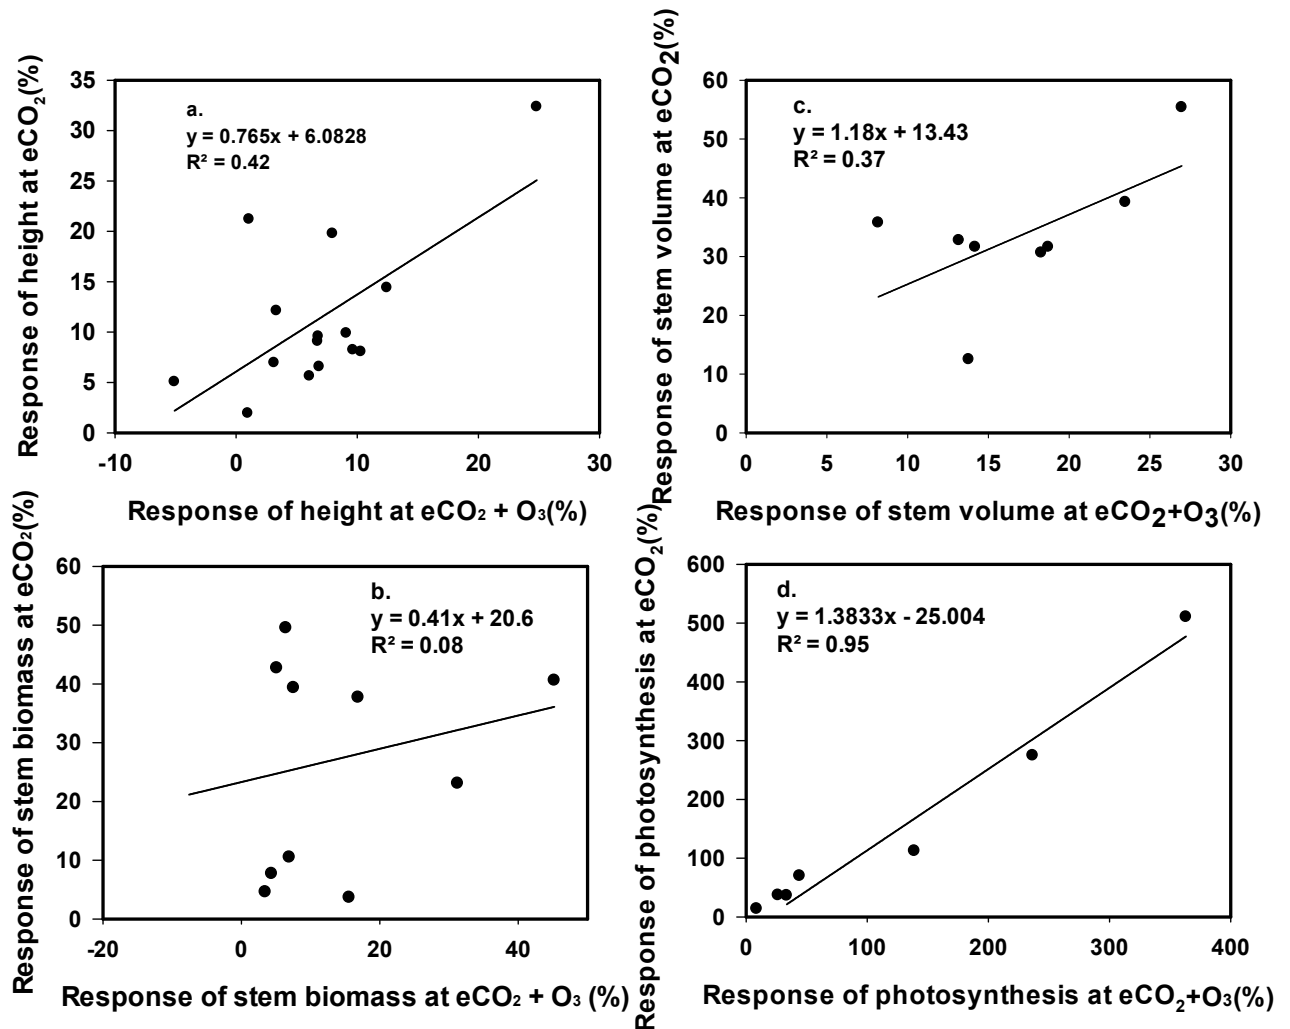 Response of height at eCO₂(%)
35
30
25
20
15
10
5
0
a.
y = 0.765x + 6.0828
R² = 0.42
-10 0 10 20 30
Response of height at eCO₂ + O₃(%)
Response of stem volume at eCO2(%)
60
50
40
30
20
10
0
c.
y = 1.18x + 13.43
R² = 0.37
0 5 10 15 20 25 30
Response of stem volume at eCO₂+O3(%)
Response of stem biomass at eCO₂(%)
60
50
40
30
20
10
0
b.
y = 0.41x + 20.6
R² = 0.08
-20 0 20 40
Response of stem biomass at eCO₂ + O₃ (%)
Response of photosynthesis at eCO₂(%)
600
500
400
300
200
100
0
d.
y = 1.3833x - 25.004
R² = 0.95
0 100 200 300 400
Response of photosynthesis at eCO₂+O₃(%)